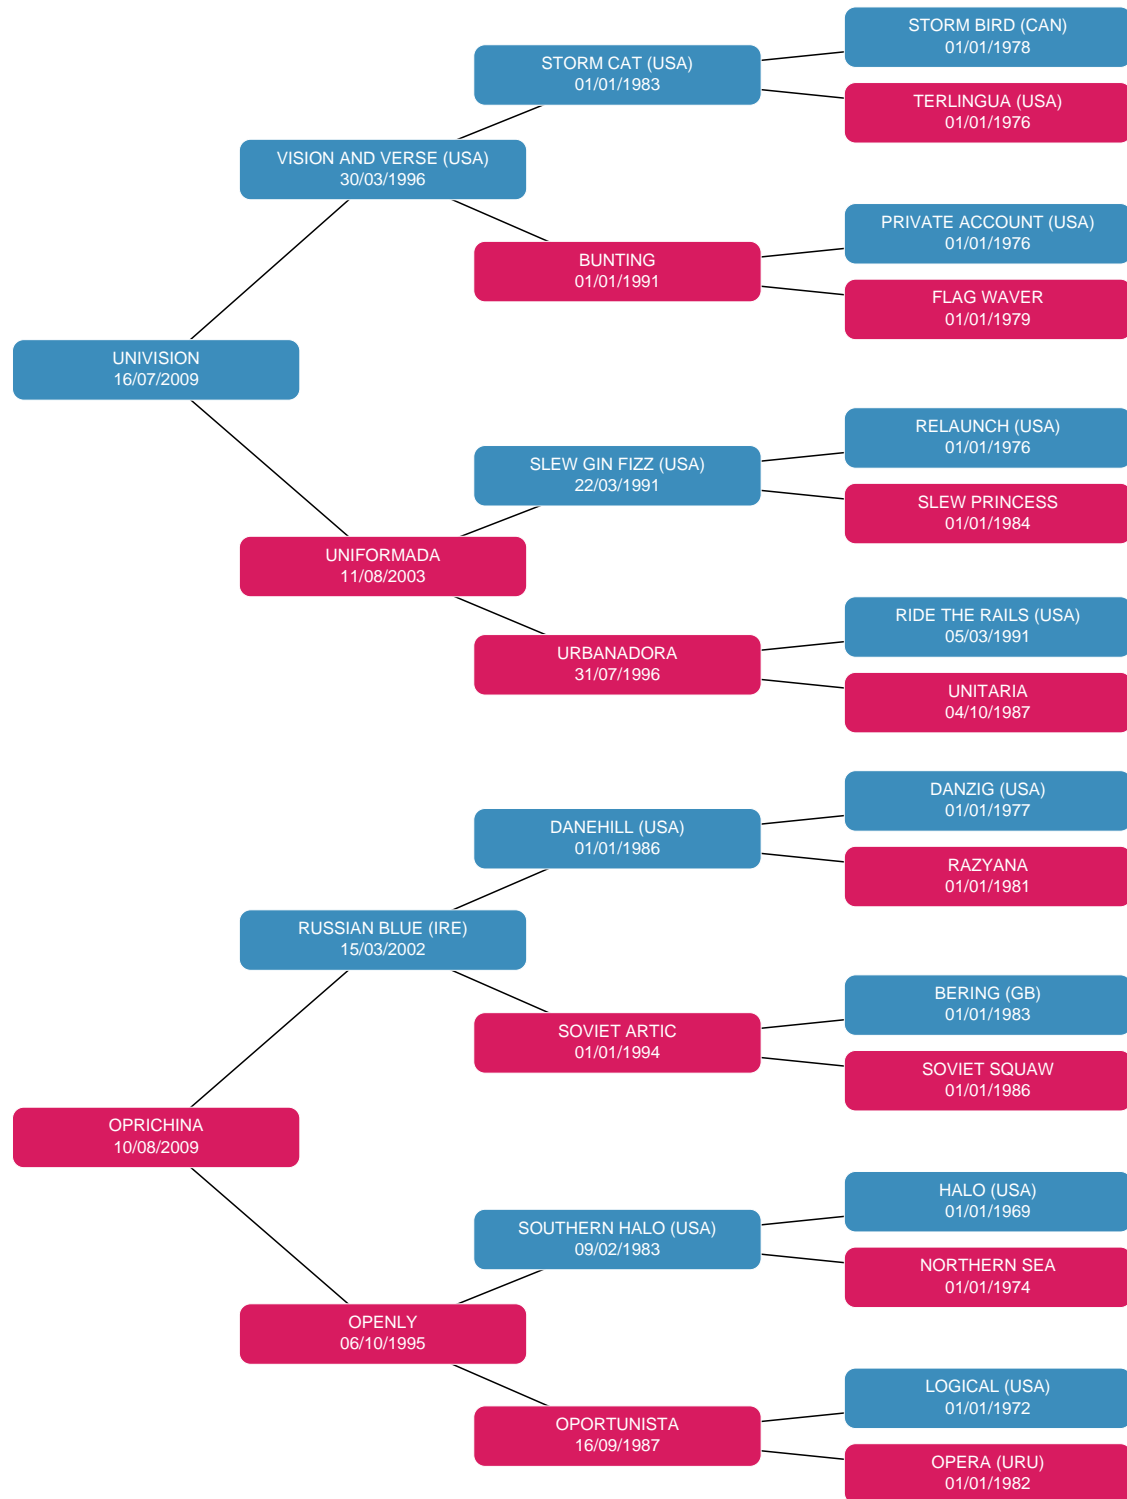 STORM BIRD (CAN)
01/01/1978
STORM CAT (USA)
01/01/1983
TERLINGUA (USA)
01/01/1976
VISION AND VERSE (USA)
30/03/1996
PRIVATE ACCOUNT (USA)
01/01/1976
BUNTING
01/01/1991
FLAG WAVER
01/01/1979
UNIVISION
16/07/2009
RELAUNCH (USA)
01/01/1976
SLEW GIN FIZZ (USA)
22/03/1991
SLEW PRINCESS
01/01/1984
UNIFORMADA
11/08/2003
RIDE THE RAILS (USA)
05/03/1991
URBANADORA
31/07/1996
UNITARIA
04/10/1987
DANZIG (USA)
01/01/1977
DANEHILL (USA)
01/01/1986
RAZYANA
01/01/1981
RUSSIAN BLUE (IRE)
15/03/2002
BERING (GB)
01/01/1983
SOVIET ARTIC
01/01/1994
SOVIET SQUAW
01/01/1986
OPRICHINA
10/08/2009
HALO (USA)
01/01/1969
SOUTHERN HALO (USA)
09/02/1983
NORTHERN SEA
01/01/1974
OPENLY
06/10/1995
LOGICAL (USA)
01/01/1972
OPORTUNISTA
16/09/1987
OPERA (URU)
01/01/1982